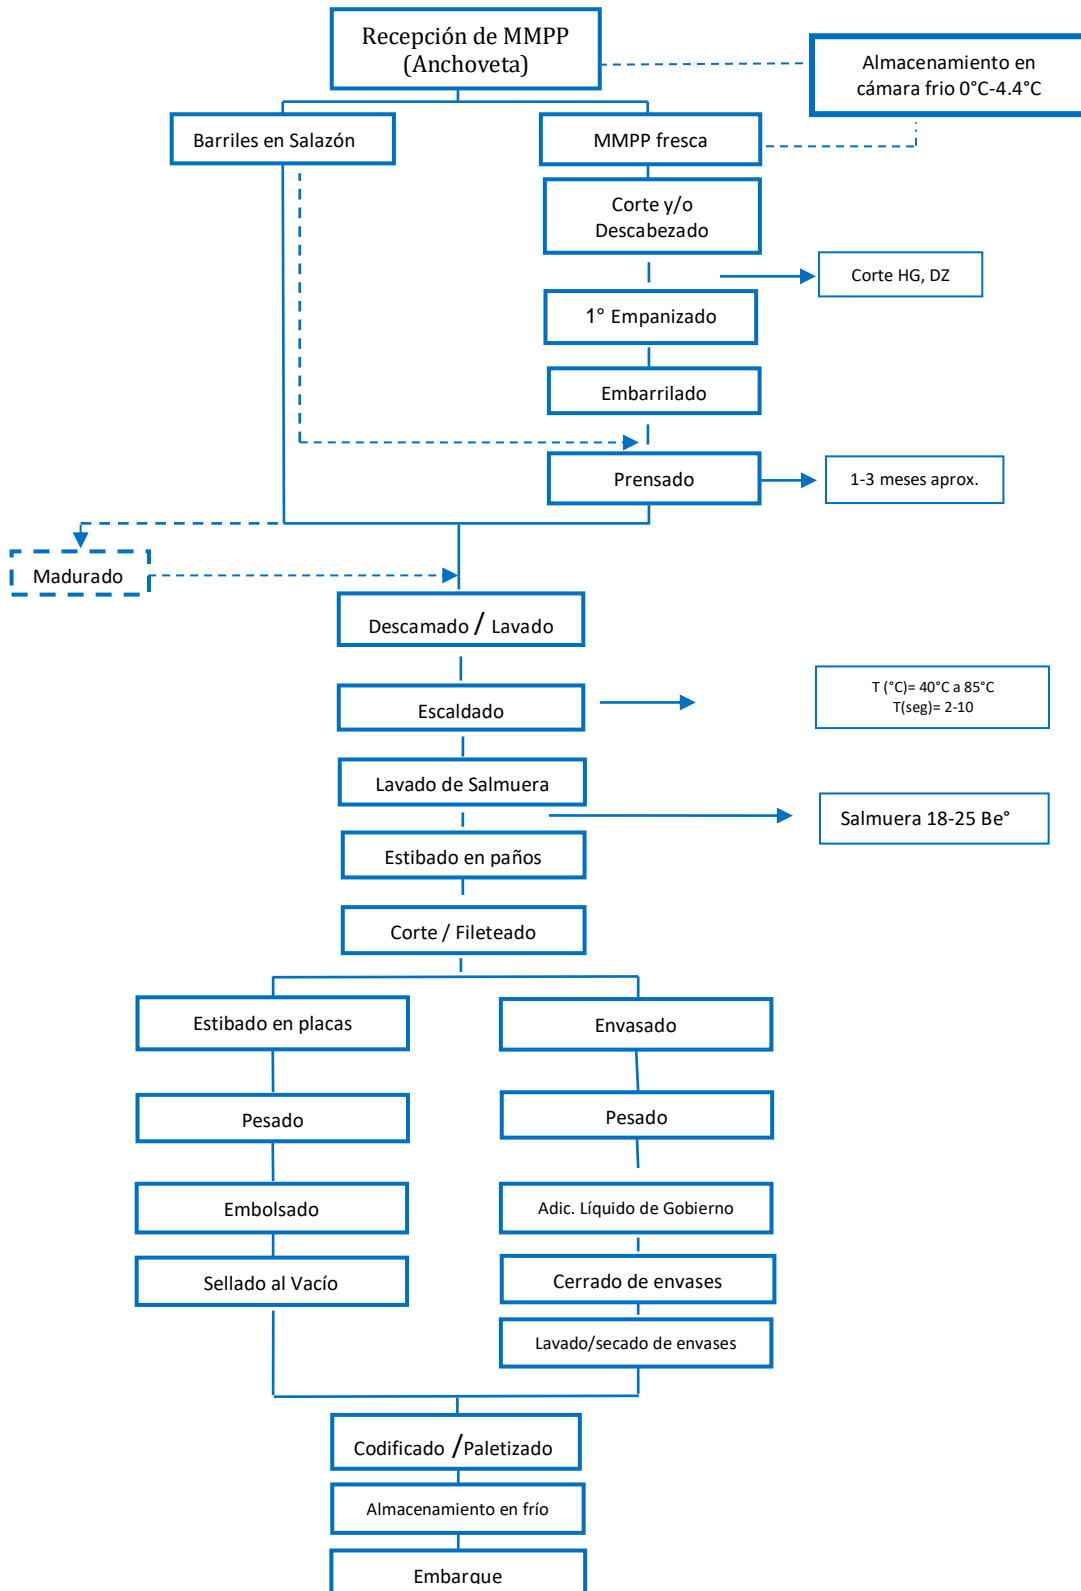 Recepción de MMPP
(Anchoveta)
Almacenamiento en
cámara frio 0°C-4.4°C
Barriles en Salazón
MMPP fresca
Corte y/o
Descabezado
Corte HG, DZ
1° Empanizado
Embarrilado
Prensado
1-3 meses aprox.
Madurado
Descamado / Lavado
Escaldado
T (°C)= 40°C a 85°C
T(seg)= 2-10
Lavado de Salmuera
Salmuera 18-25 Be°
Estibado en paños
Corte / Fileteado
Estibado en placas
Envasado
Pesado
Pesado
Embolsado
Adic. Líquido de Gobierno
Sellado al Vacío
Cerrado de envases
Lavado/secado de envases
Codificado /Paletizado
Almacenamiento en frío
Embarque